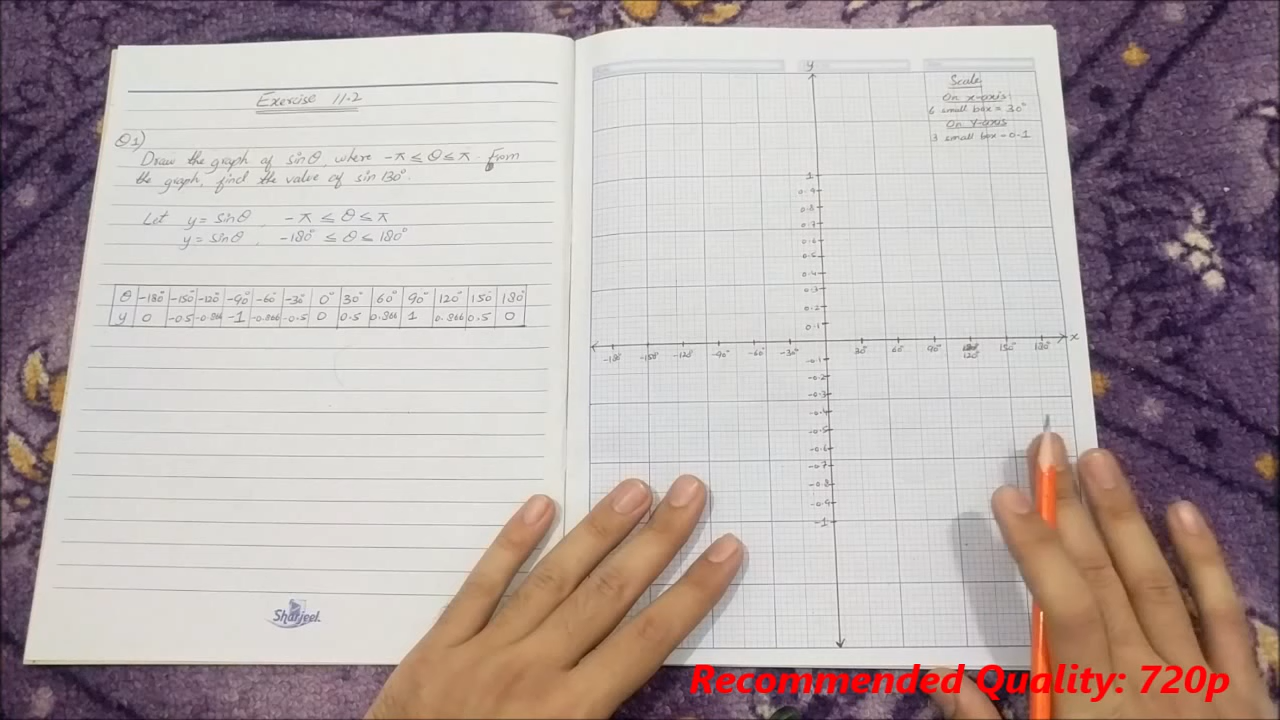 Exercise 11.2
Q1)
Draw the graph of sinθ, where -π ≤ θ ≤ π. From
the graph, find the value of sin 130°.
Let y = sinθ, -π ≤ θ ≤ π
y = sinθ, -180° ≤ θ ≤ 180°
θ -180° -150° -120° -90° -60° -30° 0° 30° 60° 90° 120° 150° 180°
y 0 -0.5 -0.866 -1 -0.866 -0.5 0 0.5 0.866 1 0.866 0.5 0
Sharjeel
y
Scale
On x-axis
6 small box = 30°
On Y-axis
3 small box = 0.1
1
0.9
0.8
0.7
0.6
0.5
0.4
0.3
0.2
0.1
-180° -150° -120° -90° -60° -30° 30° 60° 90° 120° 150° 180° x
-0.1
-0.2
-0.3
-0.4
-0.5
-0.6
-0.7
-0.8
-0.9
-1
Recommended Quality: 720p